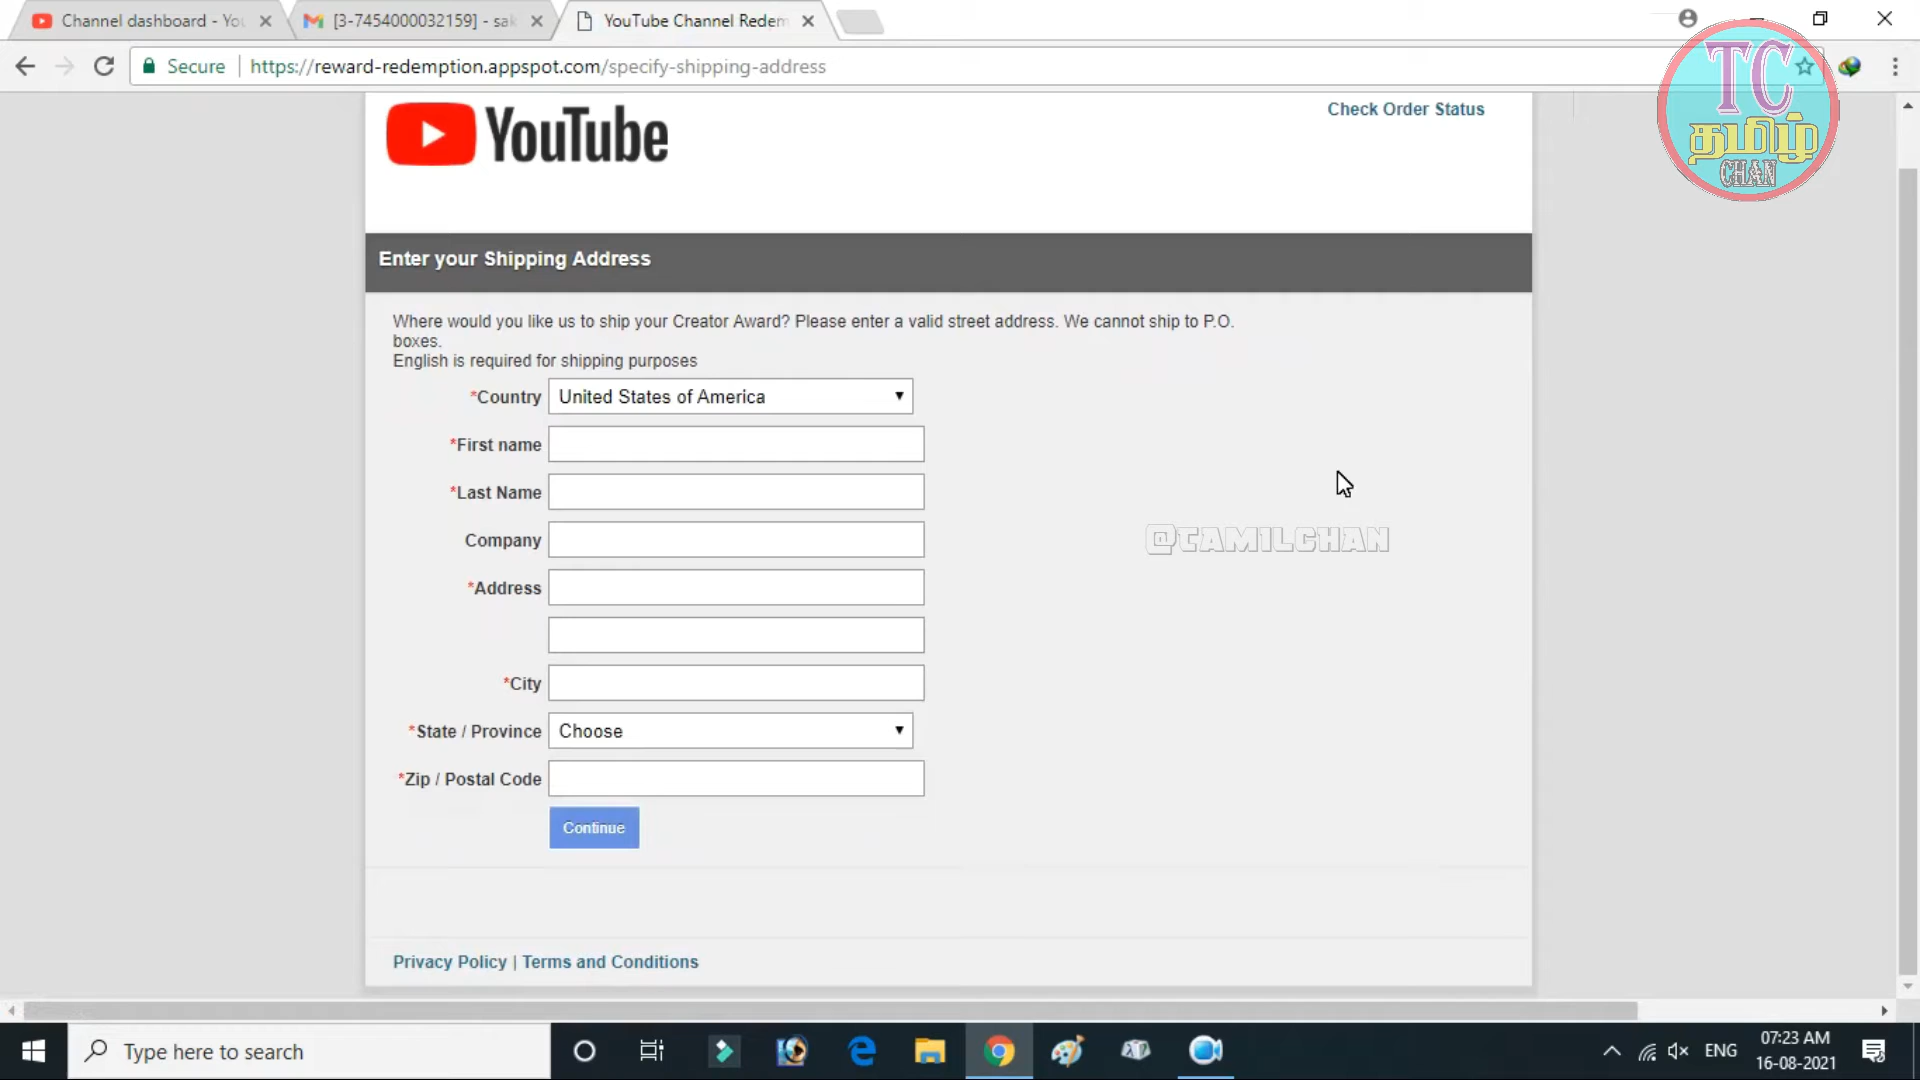 Channel dashboard - You
[3-7454000032159] - sak
YouTube Channel Redem
Secure
https://reward-redemption.appspot.com/specify-shipping-address
TC
தமிழ்
CHAN
YouTube
Check Order Status
Enter your Shipping Address
Where would you like us to ship your Creator Award? Please enter a valid street address. We cannot ship to P.O.
boxes.
English is required for shipping purposes
*Country United States of America
*First name
*Last Name
Company
@TAMILCHAN
*Address
*City
*State / Province Choose
*Zip / Postal Code
Continue
Privacy Policy | Terms and Conditions
Type here to search
ENG
07:23 AM
16-08-2021